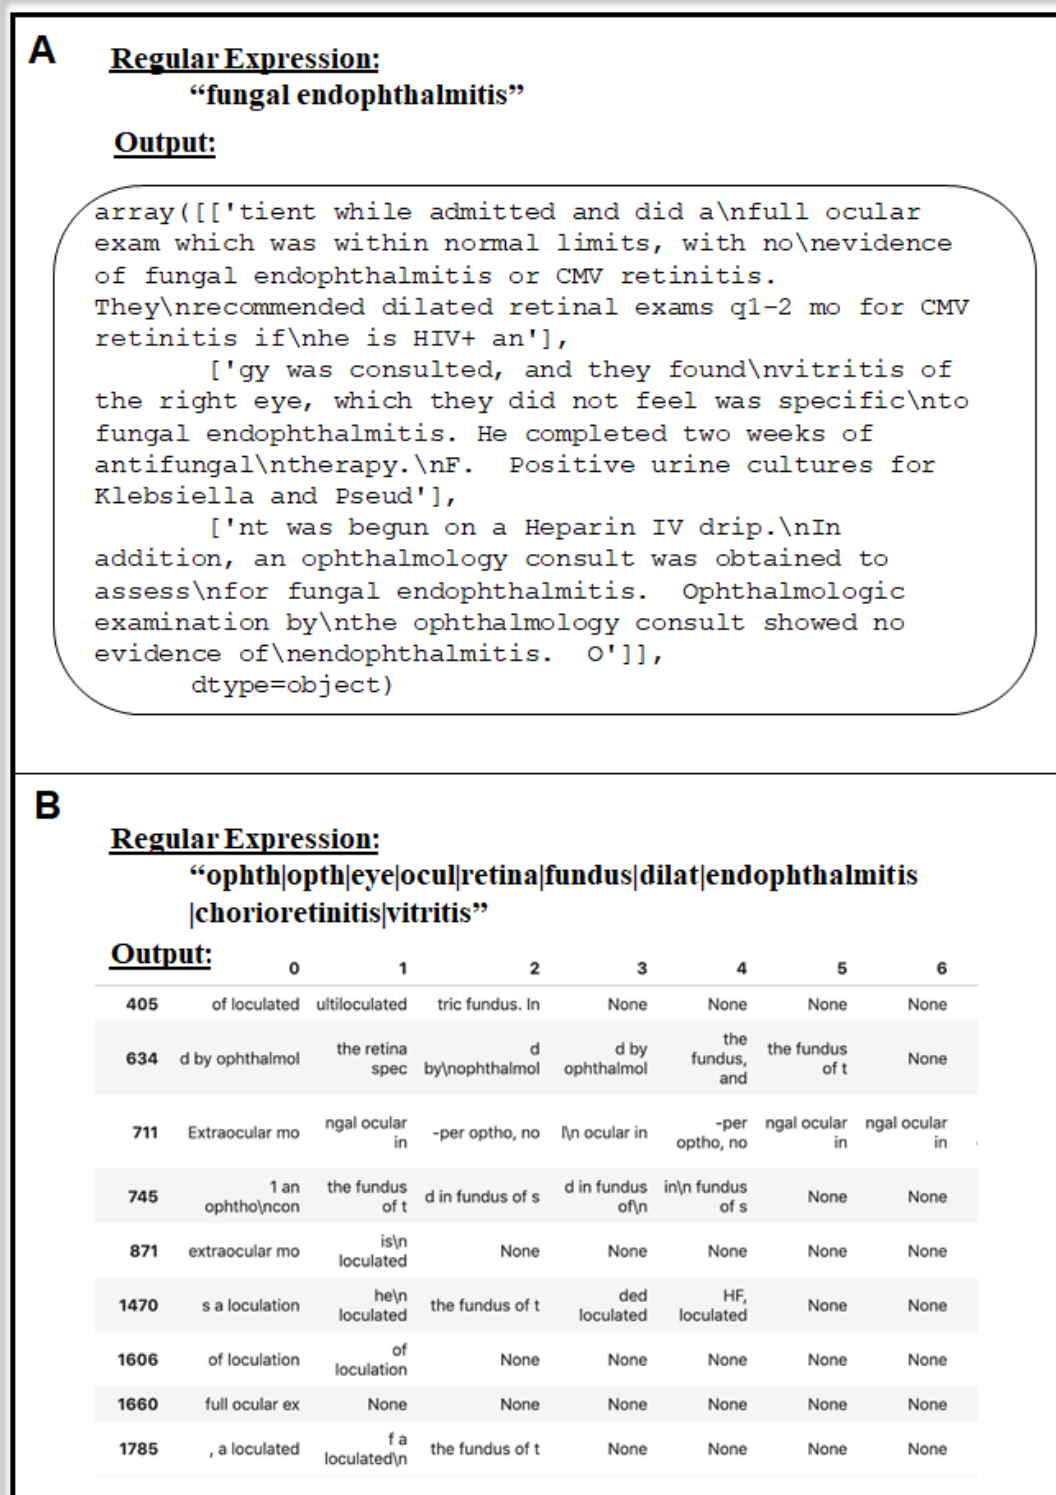 A
Regular Expression:
“fungal endophthalmitis”
Output:
array([['tient while admitted and did a\nfull ocular
exam which was within normal limits, with no\nevidence
of fungal endophthalmitis or CMV retinitis.
They\nrecommended dilated retinal exams q1-2 mo for CMV
retinitis if\nhe is HIV+ an'],
['gy was consulted, and they found\nvitritis of
the right eye, which they did not feel was specific\nto
fungal endophthalmitis. He completed two weeks of
antifungal\ntherapy.\nF.  Positive urine cultures for
Klebsiella and Pseud'],
['nt was begun on a Heparin IV drip.\nIn
addition, an ophthalmology consult was obtained to
assess\nfor fungal endophthalmitis.  Ophthalmologic
examination by\nthe ophthalmology consult showed no
evidence of\nendophthalmitis.  O']],
dtype=object)
B
Regular Expression:
“ophth|opth|eye|ocul|retina|fundus|dilat|endophthalmitis
|chorioretinitis|vitritis”
Output:
0 1 2 3 4 5 6
405 of loculated ultiloculated tric fundus. In None None None None
634 d by ophthalmol the retina spec d by\nophthalmol d by ophthalmol the fundus, and the fundus of t None
711 Extraocular mo ngal ocular in -per optho, no l\n ocular in -per optho, no ngal ocular in ngal ocular in
745 1 an ophtho\ncon the fundus of t d in fundus of s d in fundus of\n in\n fundus of s None None
871 extraocular mo is\n loculated None None None None None
1470 s a loculation he\n loculated the fundus of t ded loculated HF, loculated None None
1606 of loculation of loculation None None None None None
1660 full ocular ex None None None None None None
1785 , a loculated f a loculated\n the fundus of t None None None None